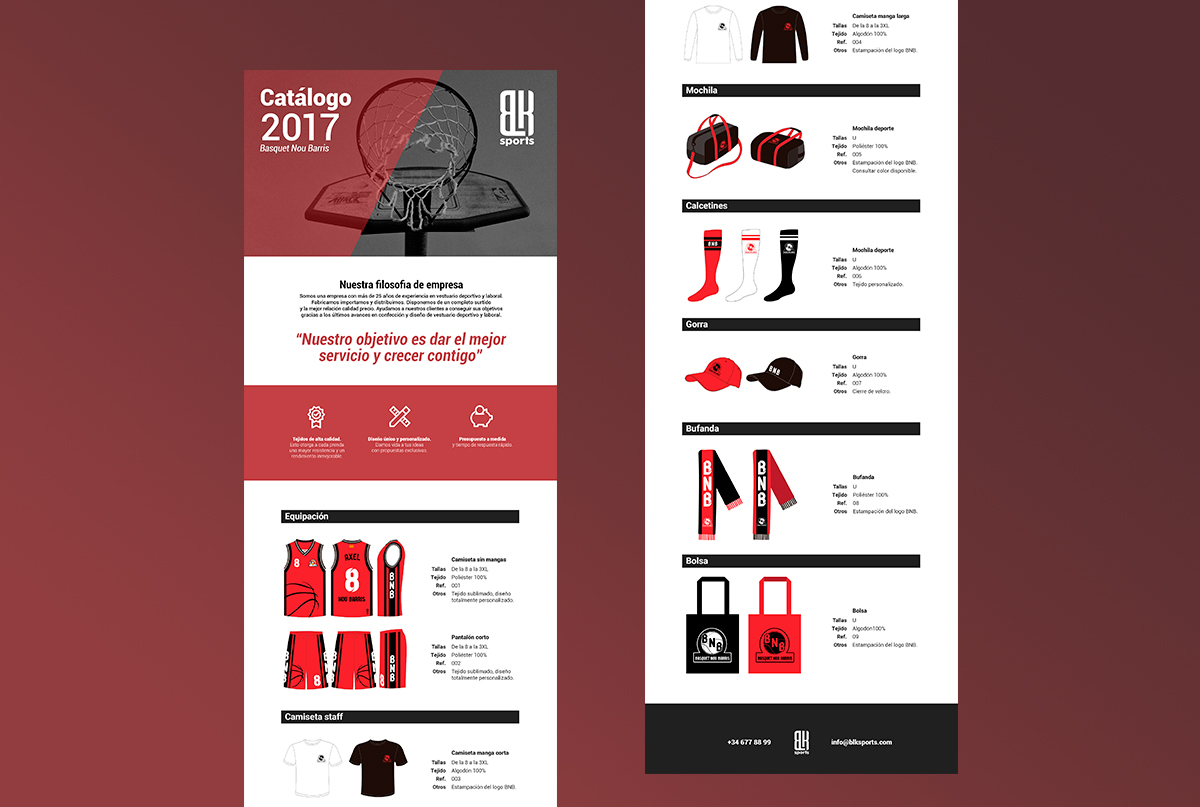 Catálogo
2017
Basquet Nou Barris
BLK
sports
Nuestra filosofia de empresa
Somos una empresa con más de 25 años de experiencia en vestuario deportivo y laboral.
Fabricamos importamos y distribuimos. Disponemos de un completo surtido
y la mejor relación calidad precio. Ayudamos a nuestros clientes a conseguir sus objetivos
gracias a los últimos avances en confección y diseño de vestuario deportivo y laboral.
“Nuestro objetivo es dar el mejor
servicio y crecer contigo”
Tejidos de alta calidad.
Esto otorga a cada prenda
una mayor resistencia y un
rendimiento inmejorable.
Diseño único y personalizado.
Damos vida a tus ideas
con propuestas exclusivas.
Presupuesto a medida
y tiempo de respuesta rápido.
Equipación
8
AXEL
8
NOU BARRIS
BNB
Camiseta sin mangas
Tallas De la 8 a la 3XL
Tejido Poliéster 100%
Ref. 001
Otros Tejido sublimado, diseño
totalmente personalizado.
8
8
BNB
Pantalón corto
Tallas De la 8 a la 3XL
Tejido Poliéster 100%
Ref. 002
Otros Tejido sublimado, diseño
totalmente personalizado.
Camiseta staff
Camiseta manga corta
Tallas De la 8 a la 3XL
Tejido Algodón 100%
Ref. 003
Otros Estampación del logo BNB.
Camiseta manga larga
Tallas De la 8 a la 3XL
Tejido Algodón 100%
Ref. 004
Otros Estampación del logo BNB.
Mochila
Mochila deporte
Tallas U
Tejido Poliéster 100%
Ref. 005
Otros Estampación del logo BNB.
Consultar color disponible.
Calcetines
BNB
Mochila deporte
Tallas U
Tejido Algodón 100%
Ref. 006
Otros Tejido personalizado.
Gorra
BNB
Gorra
Tallas U
Tejido Algodón 100%
Ref. 007
Otros Cierre de velcro.
Bufanda
BNB
BNB
Bufanda
Tallas U
Tejido Poliéster 100%
Ref. 08
Otros Estampación del logo BNB.
Bolsa
BNB
BASQUET NOU BARRIS
BNB
BASQUET NOU BARRIS
Bolsa
Tallas U
Tejido Algodón100%
Ref. 09
Otros Estampación del logo BNB.
+34 677 88 99
BLK
sports
info@blksports.com